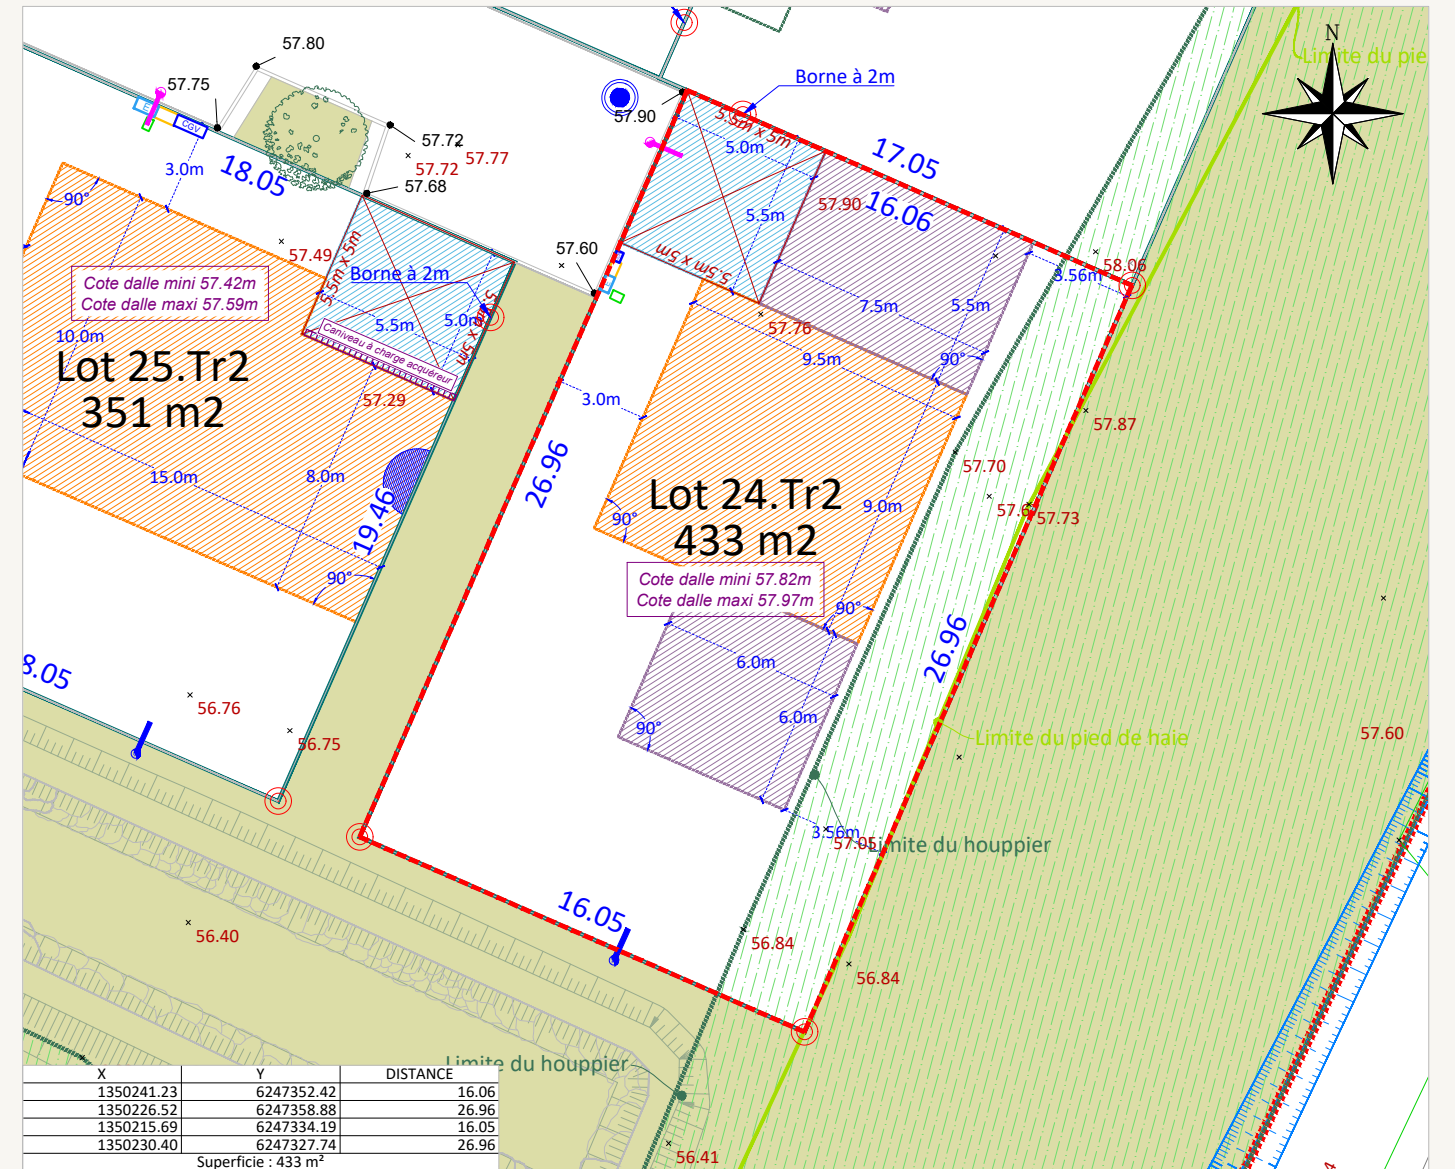 57.80
57.75
E
CGV
3.0m
18.05
57.72
57.72
57.77
57.68
90°
57.49
Cote dalle mini 57.42m
Cote dalle maxi 57.59m
10.0m
Lot 25.Tr2
351 m2
5.5m x 5m
Borne à 2m
5.5m
5.0m
Caniveau à charge acquéreur
57.29
15.0m
8.0m
19.46
90°
8.05
56.76
56.75
57.90
Borne à 2m
5.5m x 5m
5.0m
17.05
16.06
57.90
5.5m
5.5m x 5m
57.60
58.06
3.56m
7.5m
5.5m
57.76
9.5m
90°
3.0m
26.96
57.87
57.70
57.73
Lot 24.Tr2
433 m2
9.0m
90°
Cote dalle mini 57.82m
Cote dalle maxi 57.97m
90°
6.0m
6.0m
90°
26.96
Limite du pied de haie
57.60
3.56m
57.05
Limite du houppier
16.05
56.84
56.84
56.40
Limite du houppier
56.41
N
Limite du pie
X Y DISTANCE
1350241.23 6247352.42 16.06
1350226.52 6247358.88 26.96
1350215.69 6247334.19 16.05
1350230.40 6247327.74 26.96
Superficie : 433 m²